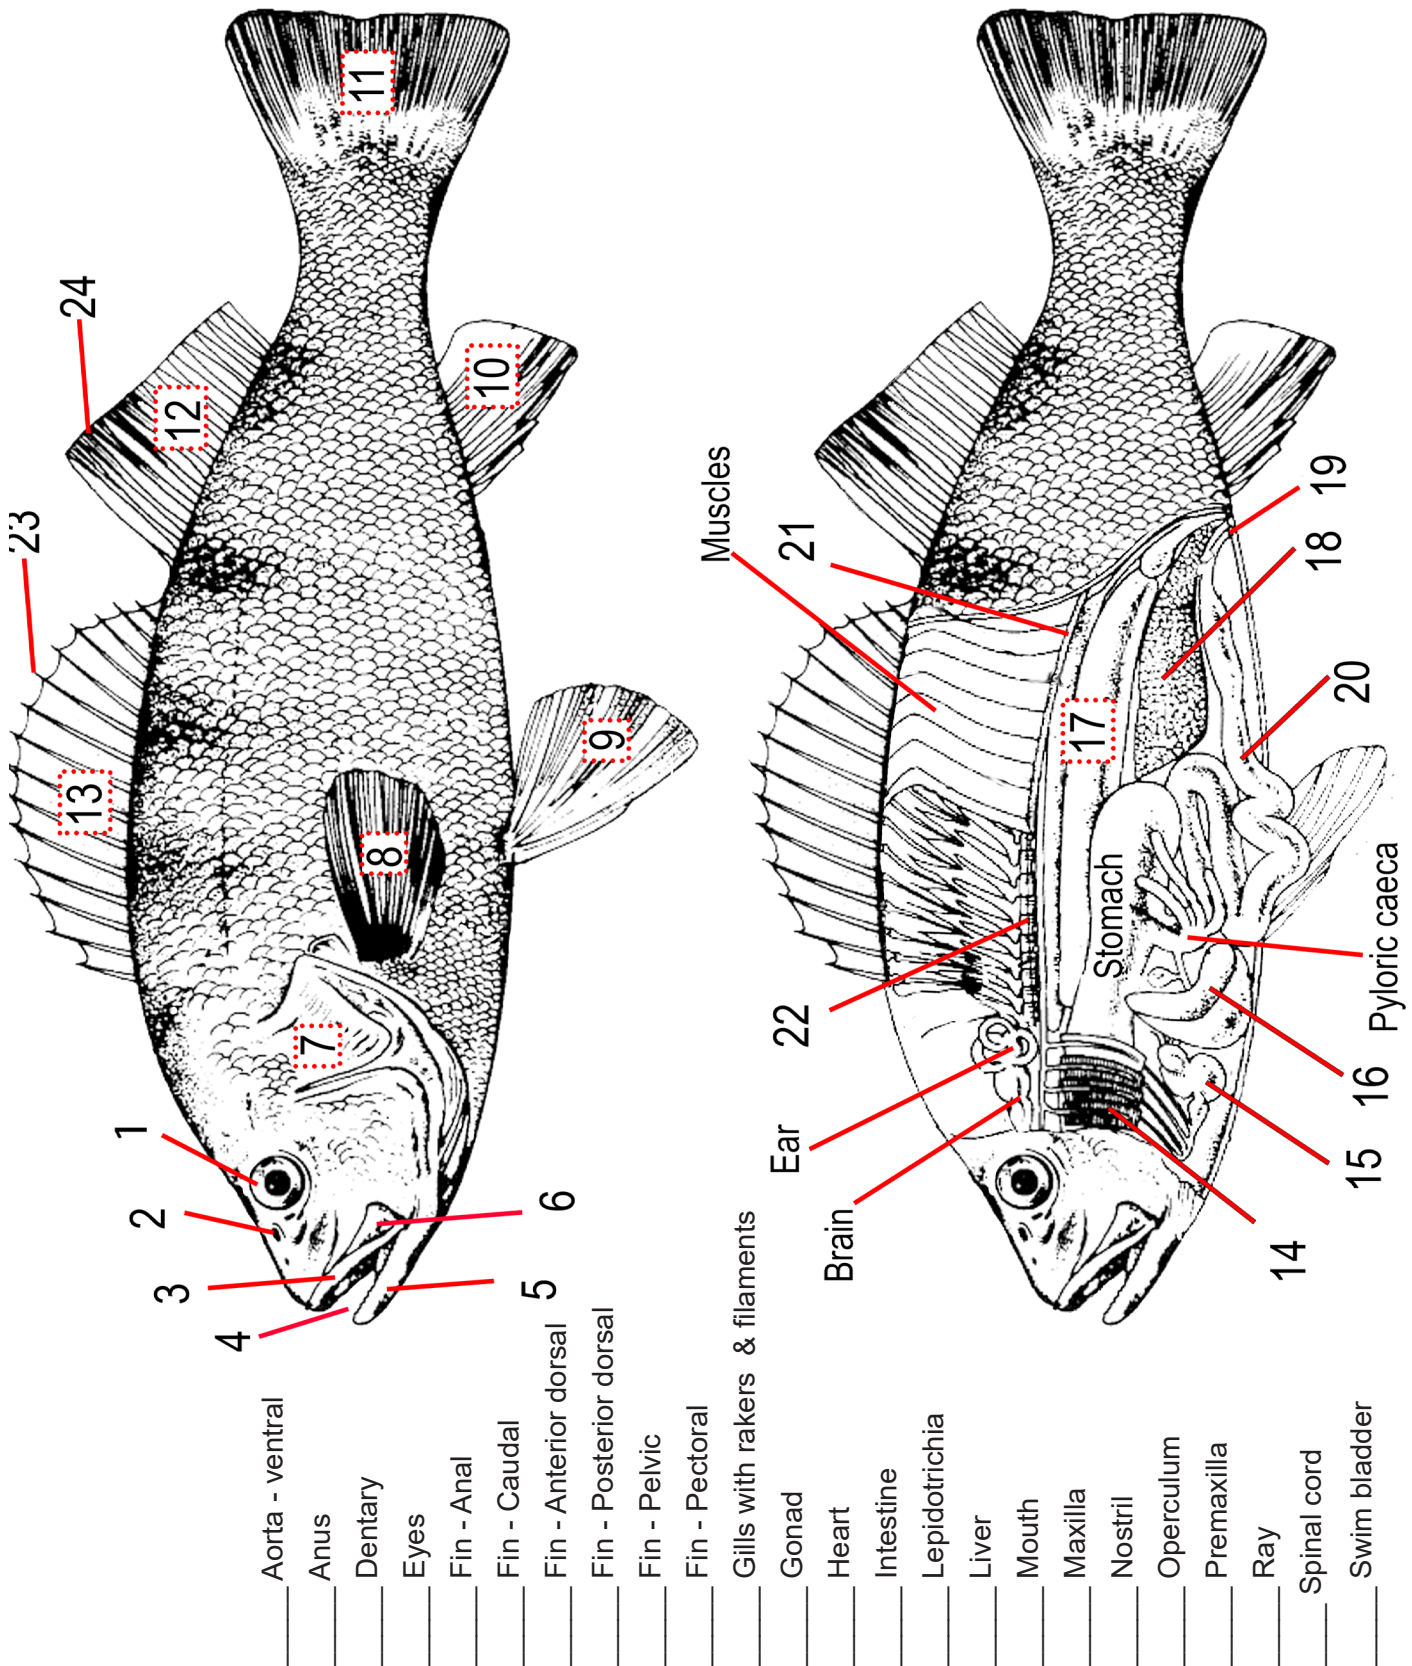 Aorta - ventral
Anus
Dentary
Eyes
Fin - Anal
Fin - Caudal
Fin - Anterior dorsal
Fin - Posterior dorsal
Fin - Pelvic
Fin - Pectoral
Gills with rakers & filaments
Gonad
Heart
Intestine
Lepidotrichia
Liver
Mouth
Maxilla
Nostril
Operculum
Premaxilla
Ray
Spinal cord
Swim bladder
1
2
3
4
5
6
7
8
9
10
11
12
13
23
24
Muscles
21
22
Ear
Brain
17
Stomach
14
15
16
Pyloric caeca
20
18
19